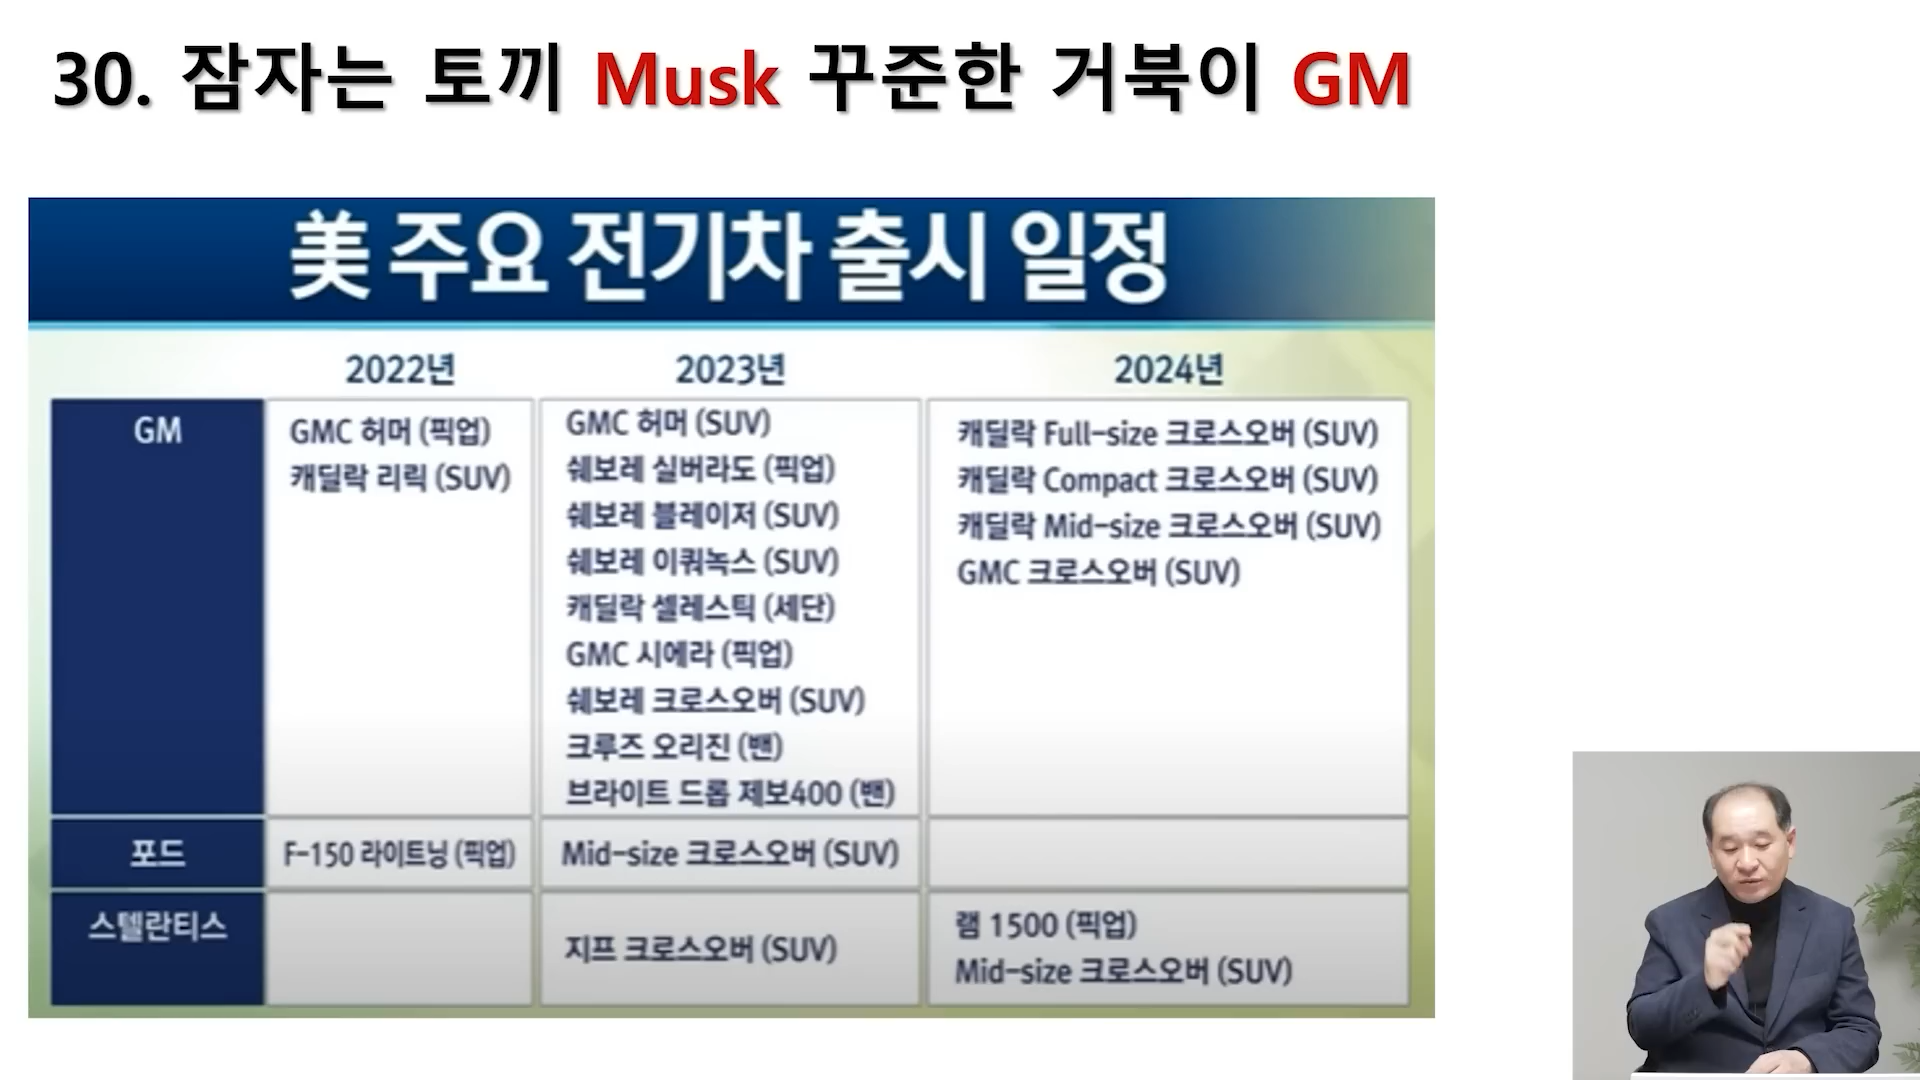 30. 잠자는 토끼 Musk 꾸준한 거북이 GM
美 주요 전기차 출시 일정
2022년 2023년 2024년
GM
GMC 허머 (픽업)
캐딜락 리릭 (SUV)
GMC 허머 (SUV)
쉐보레 실버라도 (픽업)
쉐보레 블레이저 (SUV)
쉐보레 이쿼녹스 (SUV)
캐딜락 셀레스틱 (세단)
GMC 시에라 (픽업)
쉐보레 크로스오버 (SUV)
크루즈 오리진 (밴)
브라이트 드롭 제보400 (밴)
캐딜락 Full-size 크로스오버 (SUV)
캐딜락 Compact 크로스오버 (SUV)
캐딜락 Mid-size 크로스오버 (SUV)
GMC 크로스오버 (SUV)
포드
F-150 라이트닝 (픽업)
Mid-size 크로스오버 (SUV)
스텔란티스
지프 크로스오버 (SUV)
램 1500 (픽업)
Mid-size 크로스오버 (SUV)